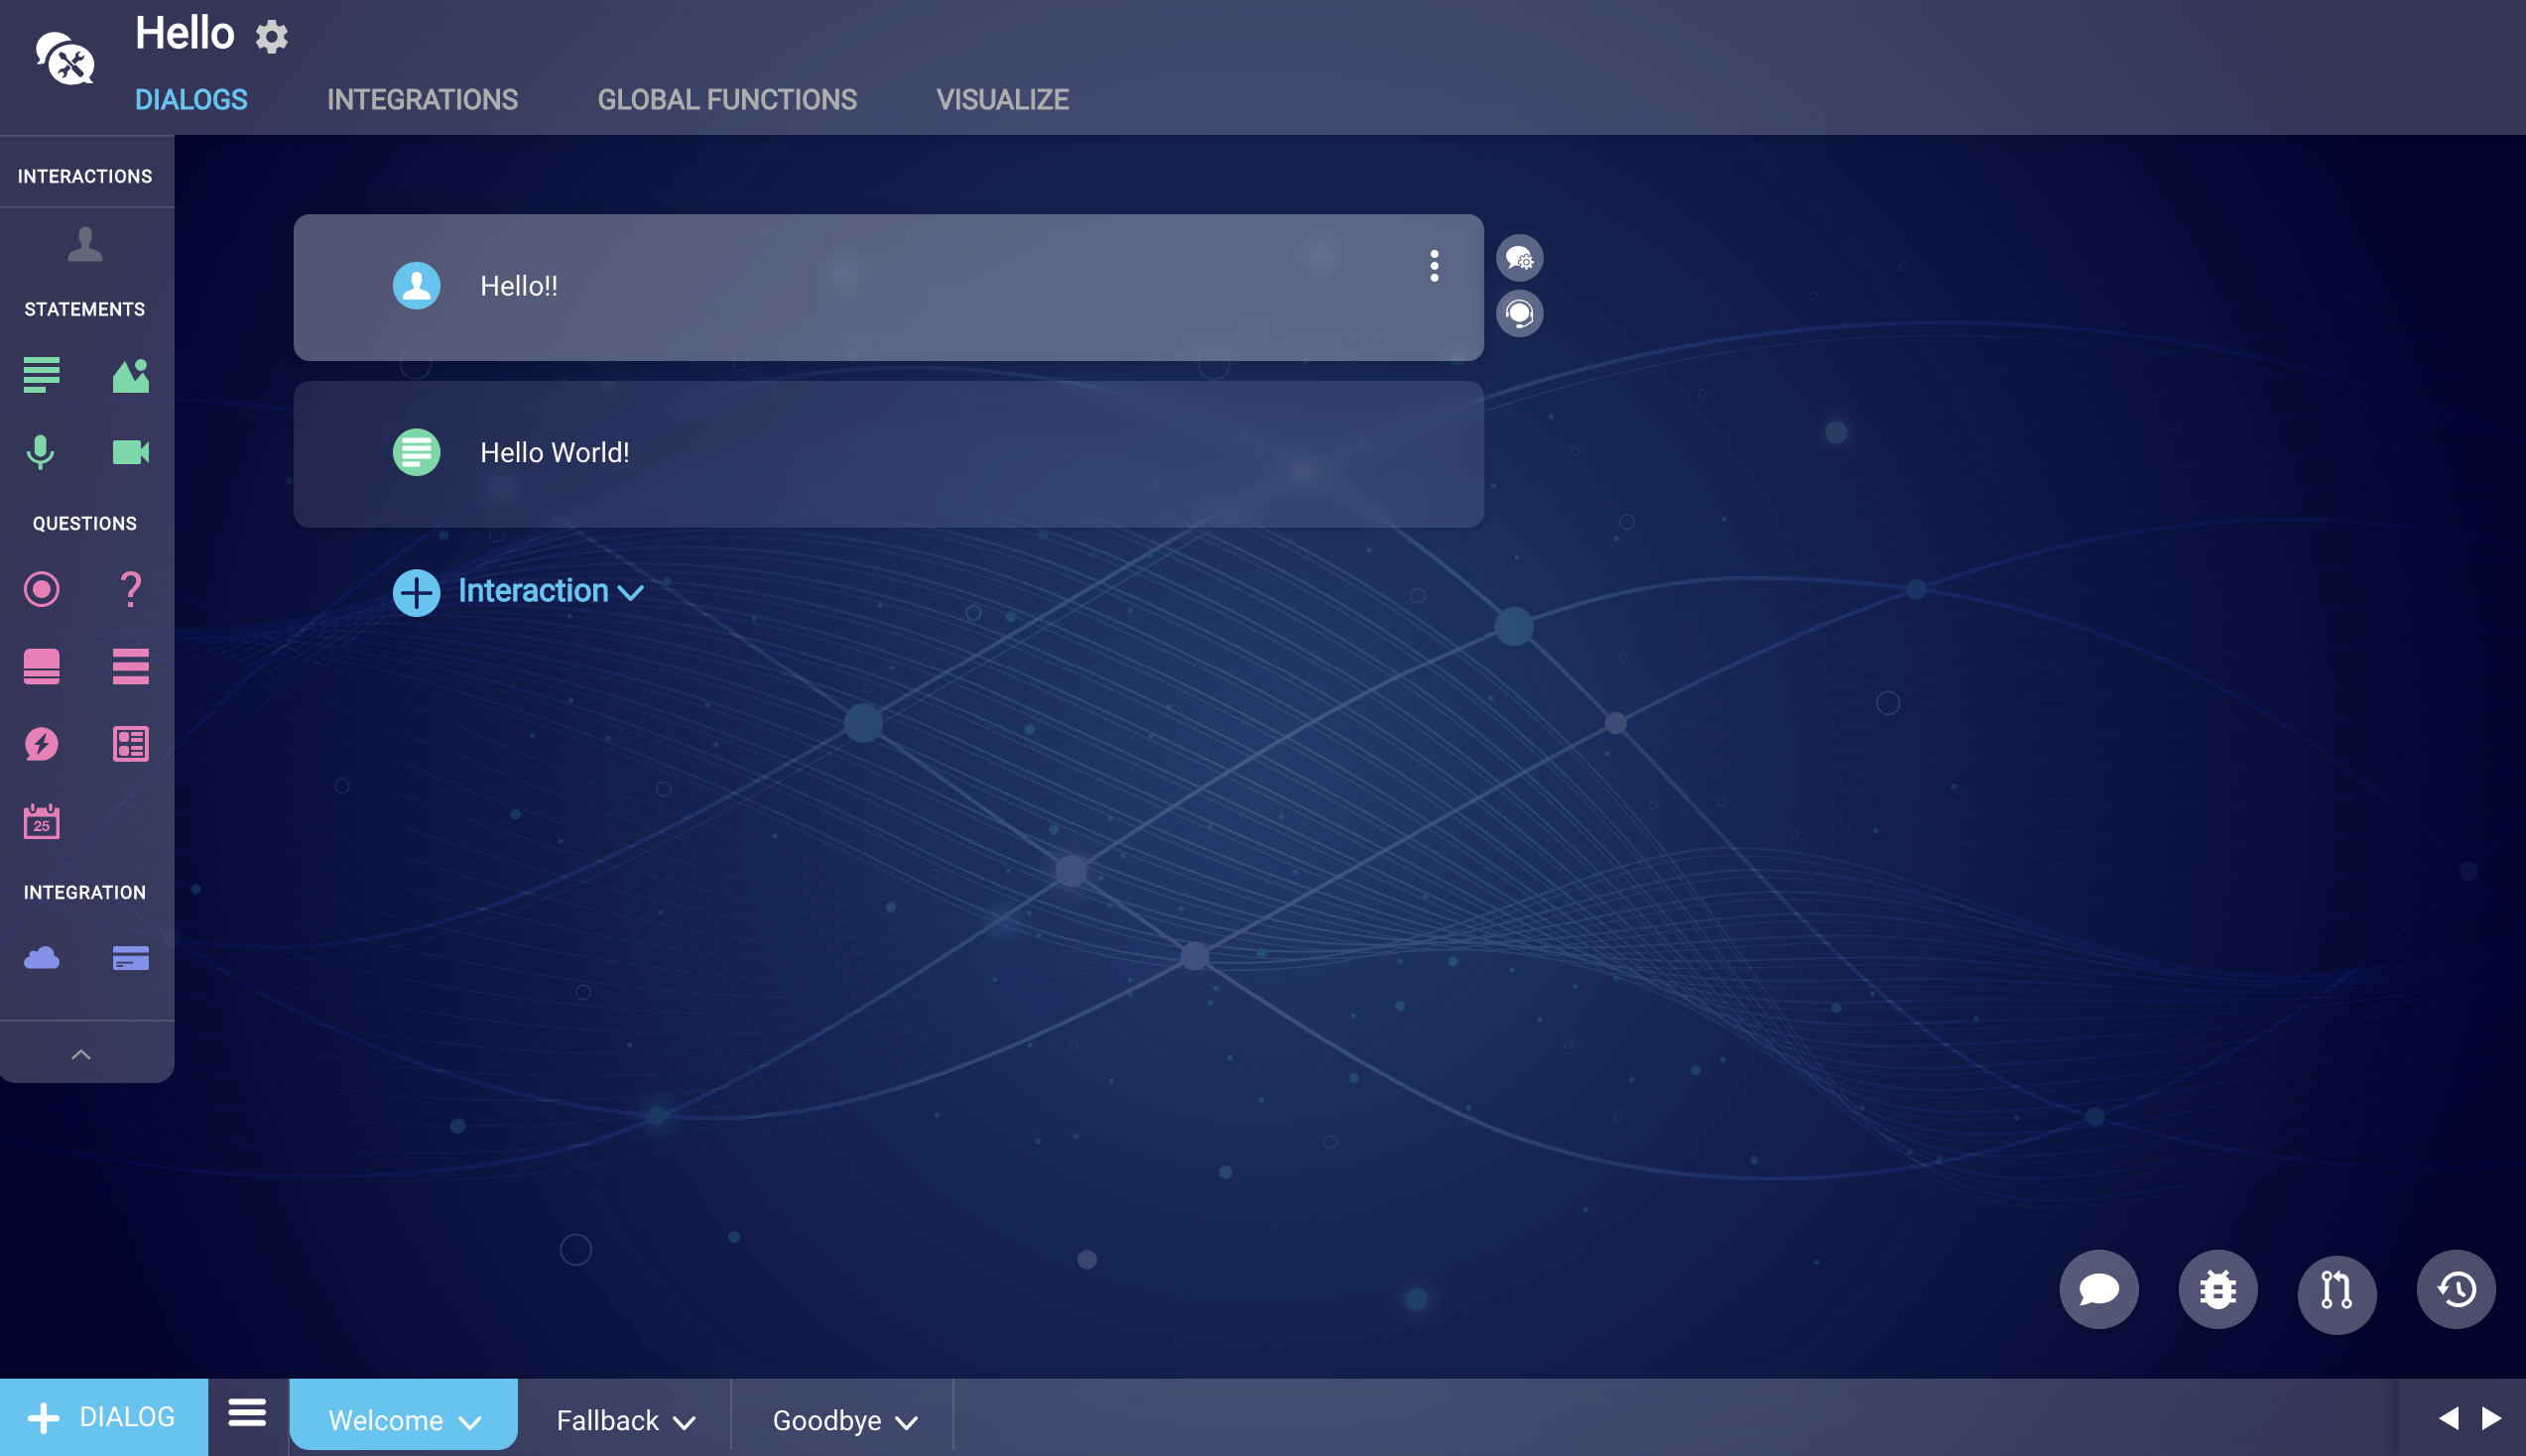 Hello
DIALOGS INTEGRATIONS GLOBAL FUNCTIONS VISUALIZE
INTERACTIONS
STATEMENTS
QUESTIONS
25
INTEGRATION
Hello!!
Hello World!
Interaction
DIALOG Welcome Fallback Goodbye